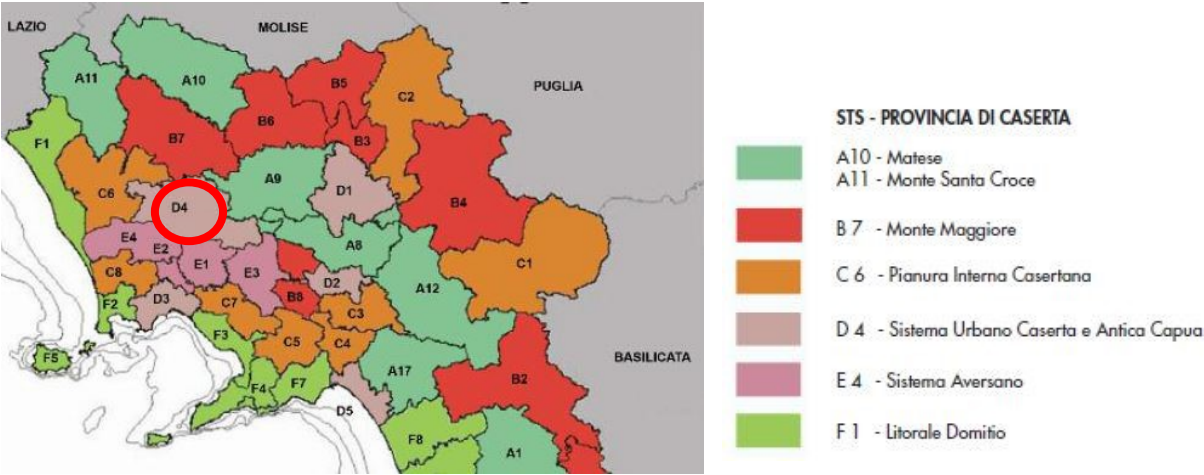 LAZIO
MOLISE
PUGLIA
BASILICATA
A11
A10
B5
C2
F1
B7
B6
B3
C6
A9
D1
D4
B4
E4
E2
A8
C1
C8
E1
E3
D2
A12
F2
D3
C7
B8
C3
F3
C5
C4
F5
A17
B2
F4
F7
D5
F8
A1
STS - PROVINCIA DI CASERTA
A10 - Matese
A11 - Monte Santa Croce
B 7 - Monte Maggiore
C 6 - Pianura Interna Casertana
D 4 - Sistema Urbano Caserta e Antica Capua
E 4 - Sistema Aversano
F 1 - Litorale Domitio